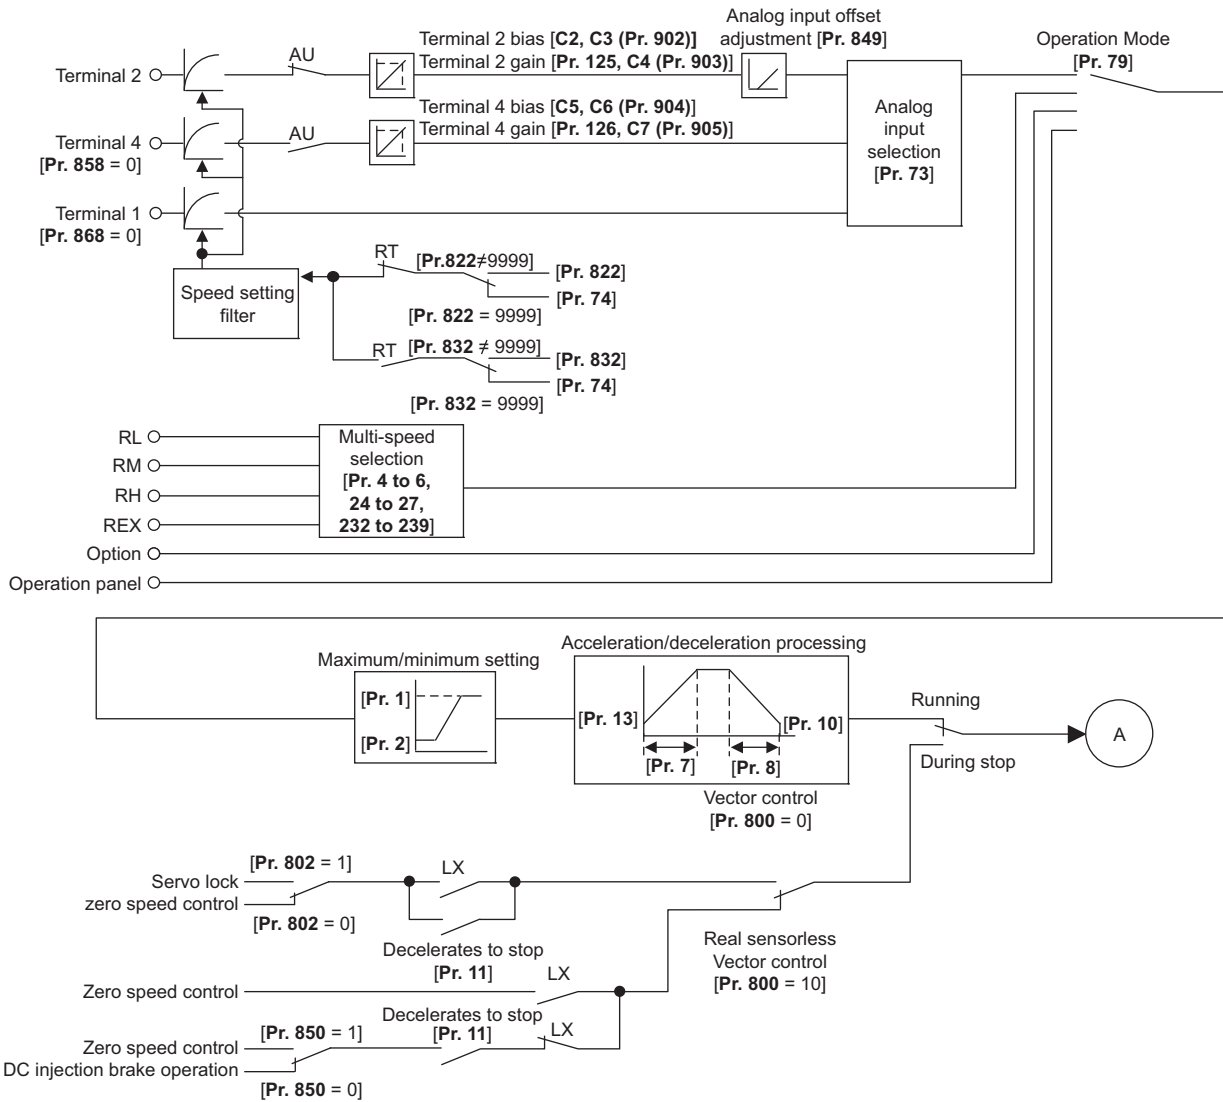 Analog input offset
adjustment [Pr. 849]
Operation Mode
[Pr. 79]
Terminal 2 bias [C2, C3 (Pr. 902)]
Terminal 2 gain [Pr. 125, C4 (Pr. 903)]
AU
Terminal 2
Terminal 4 bias [C5, C6 (Pr. 904)]
Terminal 4 gain [Pr. 126, C7 (Pr. 905)]
AU
Terminal 4
[Pr. 858 = 0]
Analog
input
selection
[Pr. 73]
Terminal 1
[Pr. 868 = 0]
Speed setting
filter
RT
[Pr.822≠9999]
[Pr. 822]
[Pr. 74]
[Pr. 822 = 9999]
RT
[Pr. 832 ≠ 9999]
[Pr. 832]
[Pr. 74]
[Pr. 832 = 9999]
RL
RM
RH
REX
Multi-speed
selection
[Pr. 4 to 6,
24 to 27,
232 to 239]
Option
Operation panel
Maximum/minimum setting
[Pr. 1]
[Pr. 2]
Acceleration/deceleration processing
[Pr. 13]
[Pr. 10]
[Pr. 7]
[Pr. 8]
Vector control
[Pr. 800 = 0]
Running
During stop
A
[Pr. 802 = 1]
LX
Servo lock
zero speed control
[Pr. 802 = 0]
Decelerates to stop
[Pr. 11]
Real sensorless
Vector control
[Pr. 800 = 10]
LX
Zero speed control
Decelerates to stop
[Pr. 11]
LX
[Pr. 850 = 1]
Zero speed control
DC injection brake operation
[Pr. 850 = 0]